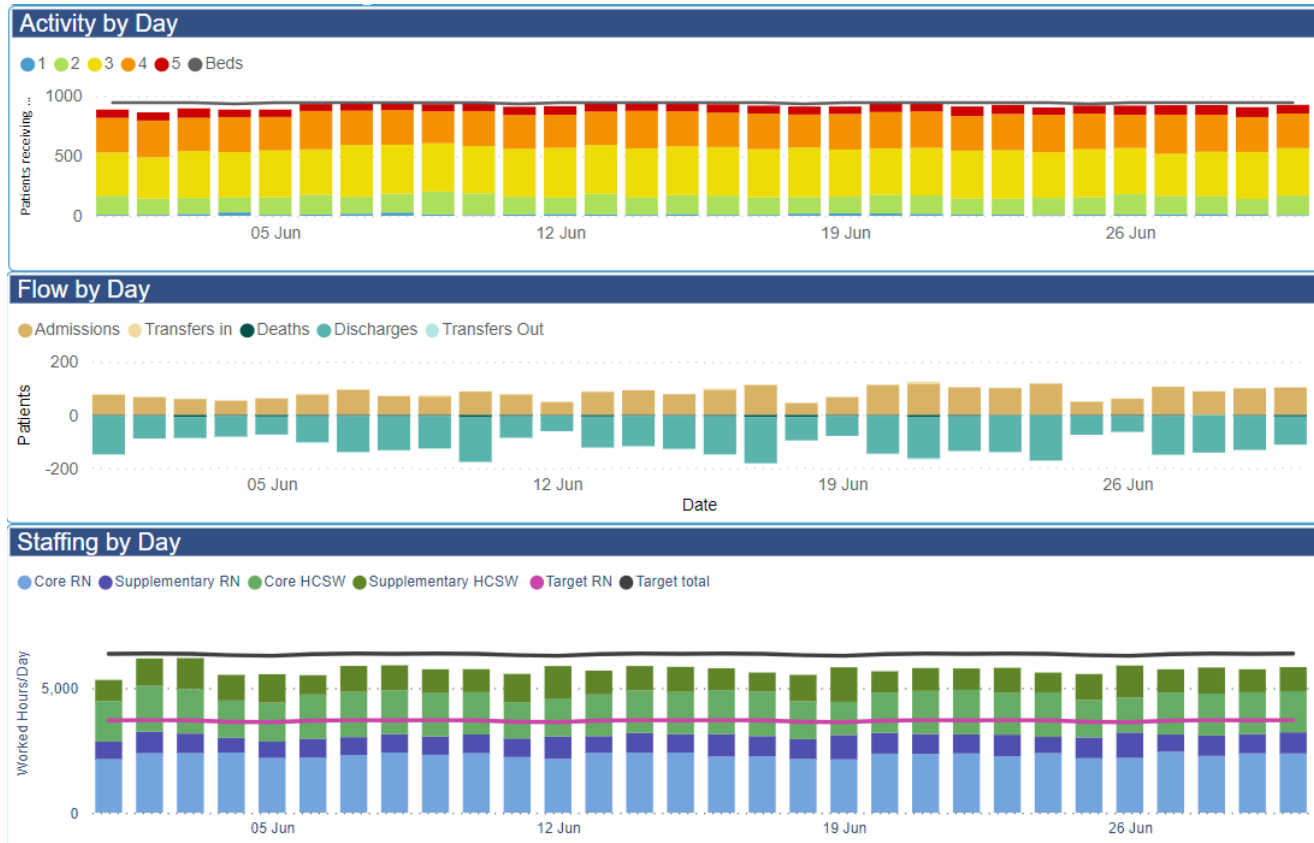 Activity by Day
1 2 3 4 5 Beds
Patients receiving ...
1000
500
0
05 Jun 12 Jun 19 Jun 26 Jun
Flow by Day
Admissions Transfers in Deaths Discharges Transfers Out
Patients
200
0
-200
05 Jun 12 Jun 19 Jun 26 Jun
Date
Staffing by Day
Core RN Supplementary RN Core HCSW Supplementary HCSW Target RN Target total
Worked Hours/Day
5,000
0
05 Jun 12 Jun 19 Jun 26 Jun